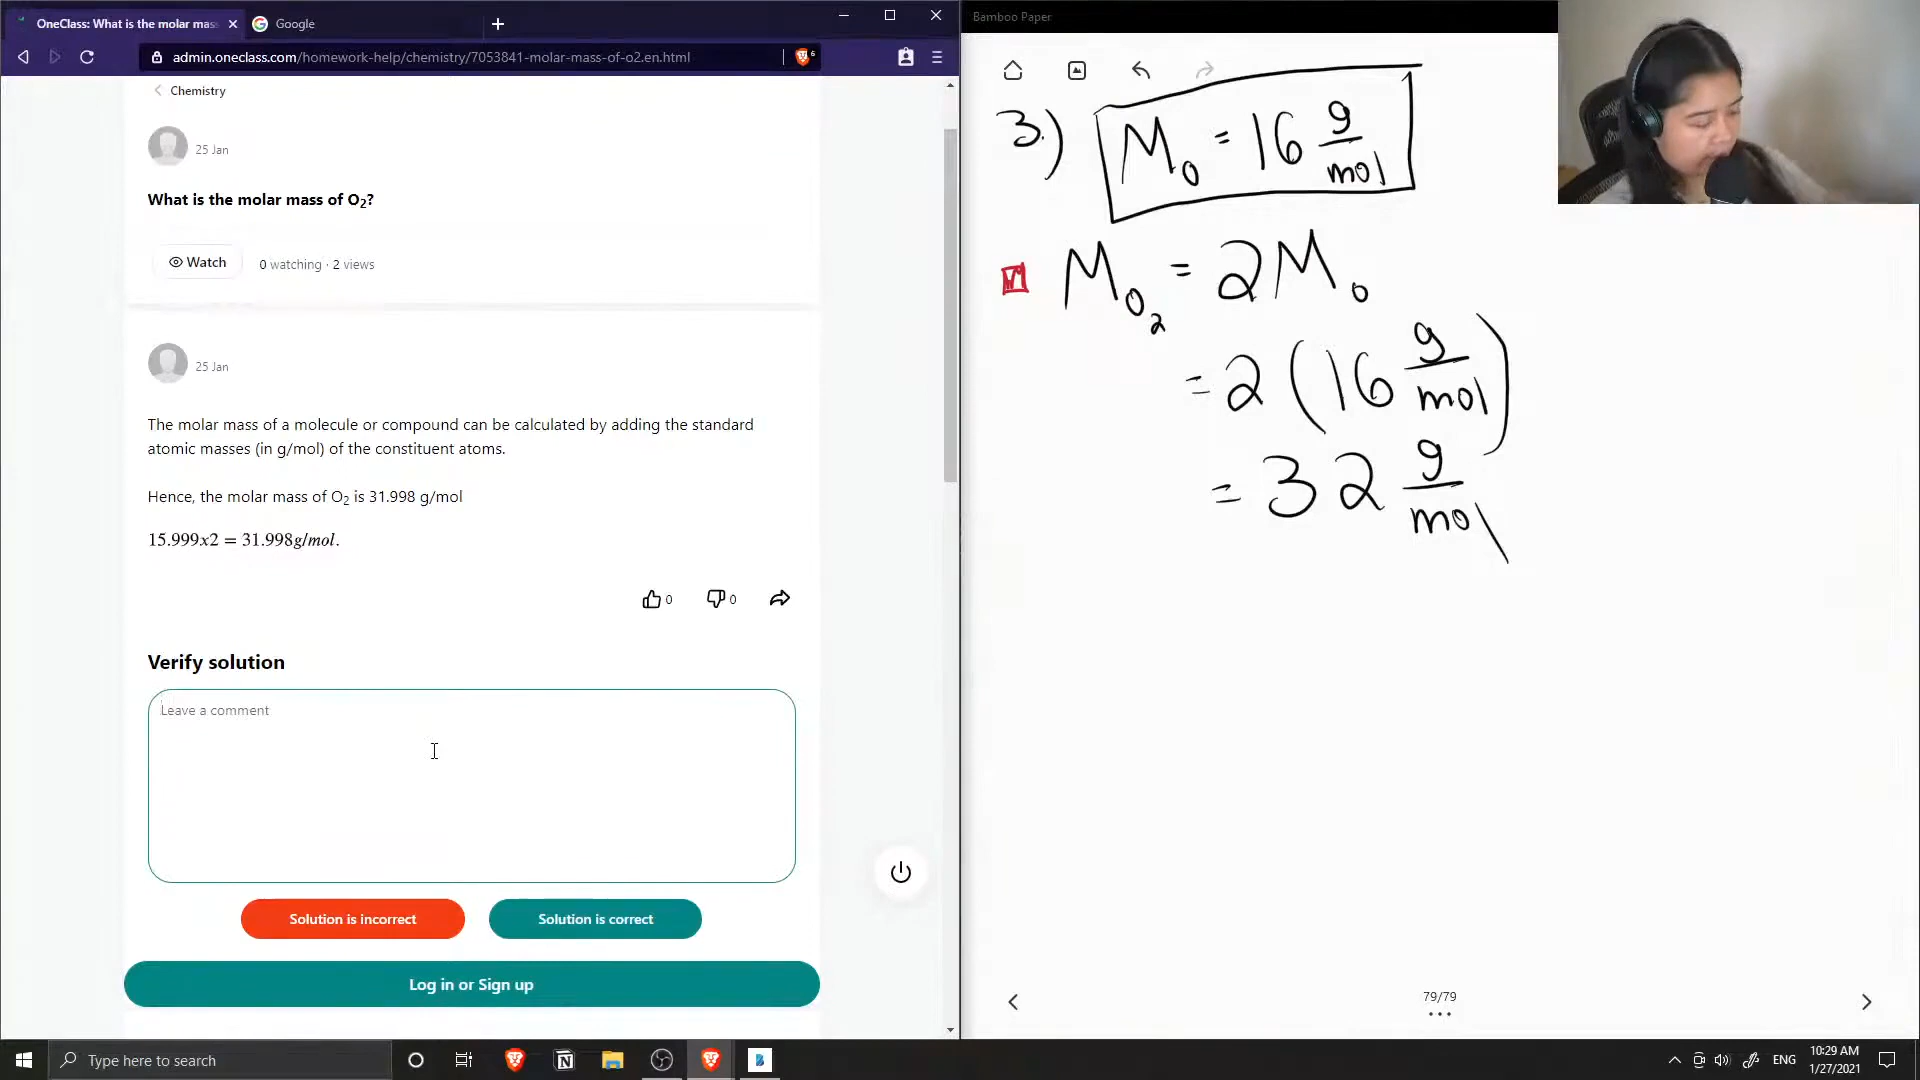 OneClass: What is the molar mas
Google
admin.oneclass.com/homework-help/chemistry/7053841-molar-mass-of-o2.en.html
6
Chemistry
25 Jan
What is the molar mass of O₂?
Watch
0 watching · 2 views
25 Jan
The molar mass of a molecule or compound can be calculated by adding the standard
atomic masses (in g/mol) of the constituent atoms.
Hence, the molar mass of O₂ is 31.998 g/mol
15.999x2 = 31.998g/mol.
0
0
Verify solution
Leave a comment
Solution is incorrect
Solution is correct
Log in or Sign up
Bamboo Paper
3.) M₀ = 16 g/mol
M₀₂ = 2M₀
= 2 (16 g/mol)
= 32 g/mol
79/79
Type here to search
ENG
10:29 AM
1/27/2021